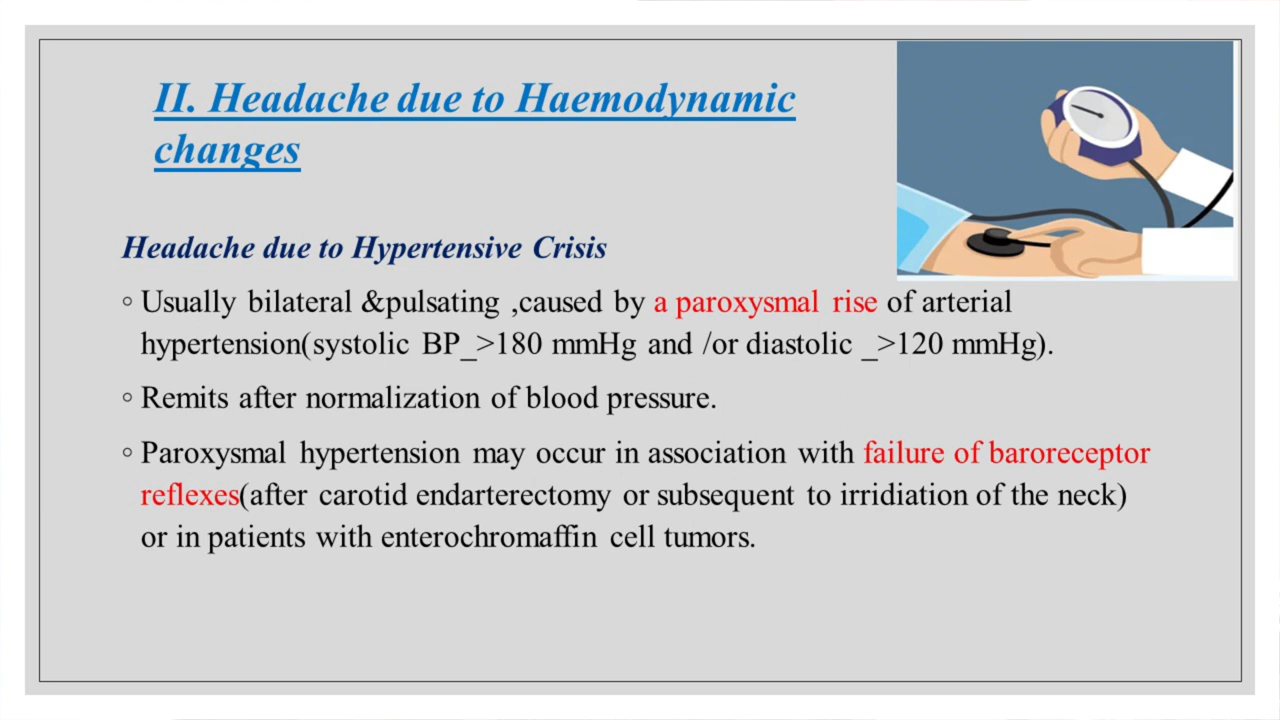 II. Headache due to Haemodynamic
changes
Headache due to Hypertensive Crisis
◦ Usually bilateral &pulsating ,caused by a paroxysmal rise of arterial
hypertension(systolic BP_>180 mmHg and /or diastolic _>120 mmHg).
◦ Remits after normalization of blood pressure.
◦ Paroxysmal hypertension may occur in association with failure of baroreceptor
reflexes(after carotid endarterectomy or subsequent to irridiation of the neck)
or in patients with enterochromaffin cell tumors.